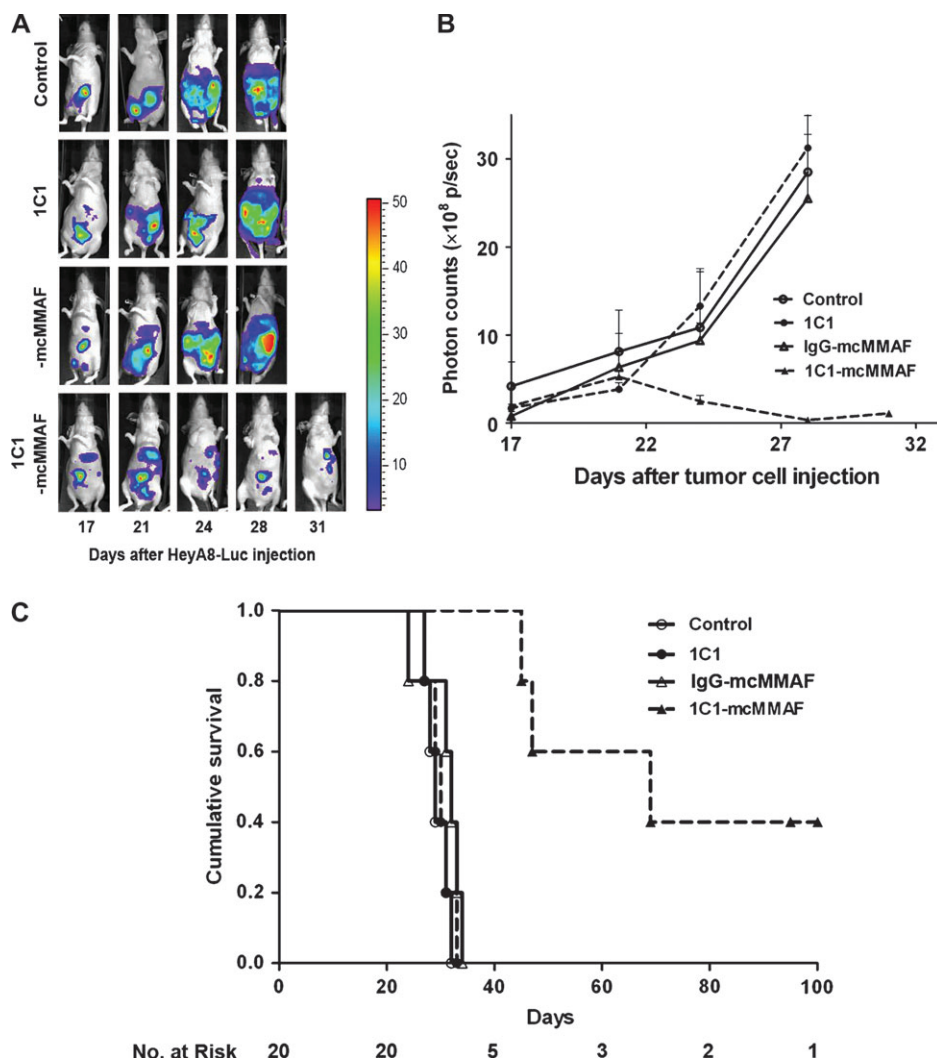 A
Control
1C1
-mcMMAF
1C1
-mcMMAF
17 21 24 28 31
Days after HeyA8-Luc injection
50
40
30
20
10
B
Photon counts (×10⁸ p/sec)
30
20
10
0
17 22 27 32
Days after tumor cell injection
Control
1C1
IgG-mcMMAF
1C1-mcMMAF
C
Cumulative survival
1.0
0.8
0.6
0.4
0.2
0.0
0 20 40 60 80 100
Days
Control
1C1
IgG-mcMMAF
1C1-mcMMAF
No. at Risk 20 20 5 3 2 1